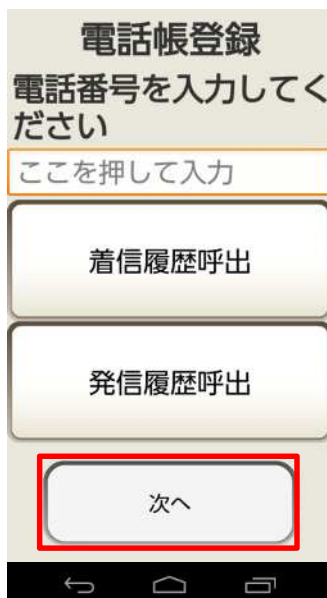 電話帳登録
電話番号を入力してく
ださい
ここを押して入力
着信履歴呼出
発信履歴呼出
次へ